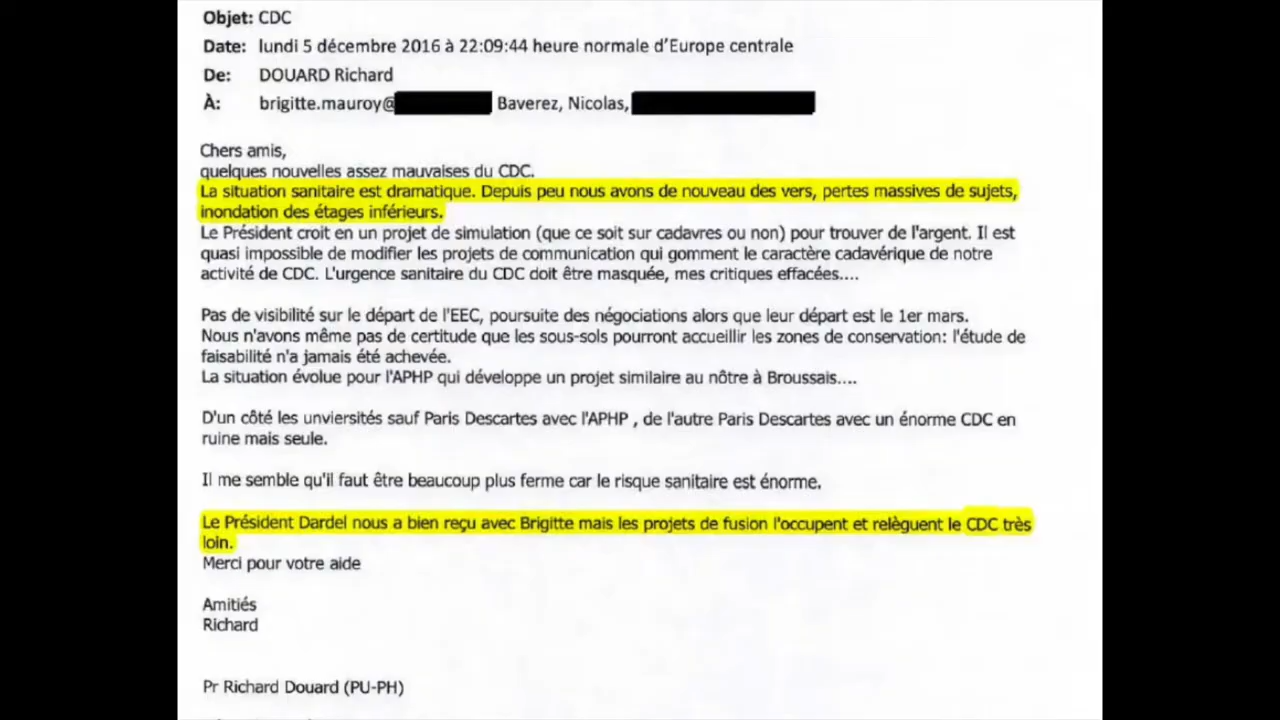 Objet: CDC
Date: lundi 5 décembre 2016 à 22:09:44 heure normale d'Europe centrale
De: DOUARD Richard
À: brigitte.mauroy@ Baverez, Nicolas,
Chers amis,
quelques nouvelles assez mauvaises du CDC.
La situation sanitaire est dramatique. Depuis peu nous avons de nouveau des vers, pertes massives de sujets,
inondation des étages inférieurs.
Le Président croit en un projet de simulation (que ce soit sur cadavres ou non) pour trouver de l'argent. Il est
quasi impossible de modifier les projets de communication qui gomment le caractère cadavérique de notre
activité de CDC. L'urgence sanitaire du CDC doit être masquée, mes critiques effacées....
Pas de visibilité sur le départ de l'EEC, poursuite des négociations alors que leur départ est le 1er mars.
Nous n'avons même pas de certitude que les sous-sols pourront accueillir les zones de conservation: l'étude de
faisabilité n'a jamais été achevée.
La situation évolue pour l'APHP qui développe un projet similaire au nôtre à Broussais....
D'un côté les unviersités sauf Paris Descartes avec l'APHP , de l'autre Paris Descartes avec un énorme CDC en
ruine mais seule.
Il me semble qu'il faut être beaucoup plus ferme car le risque sanitaire est énorme.
Le Président Dardel nous a bien reçu avec Brigitte mais les projets de fusion l'occupent et relèguent le CDC très
loin.
Merci pour votre aide
Amitiés
Richard
Pr Richard Douard (PU-PH)